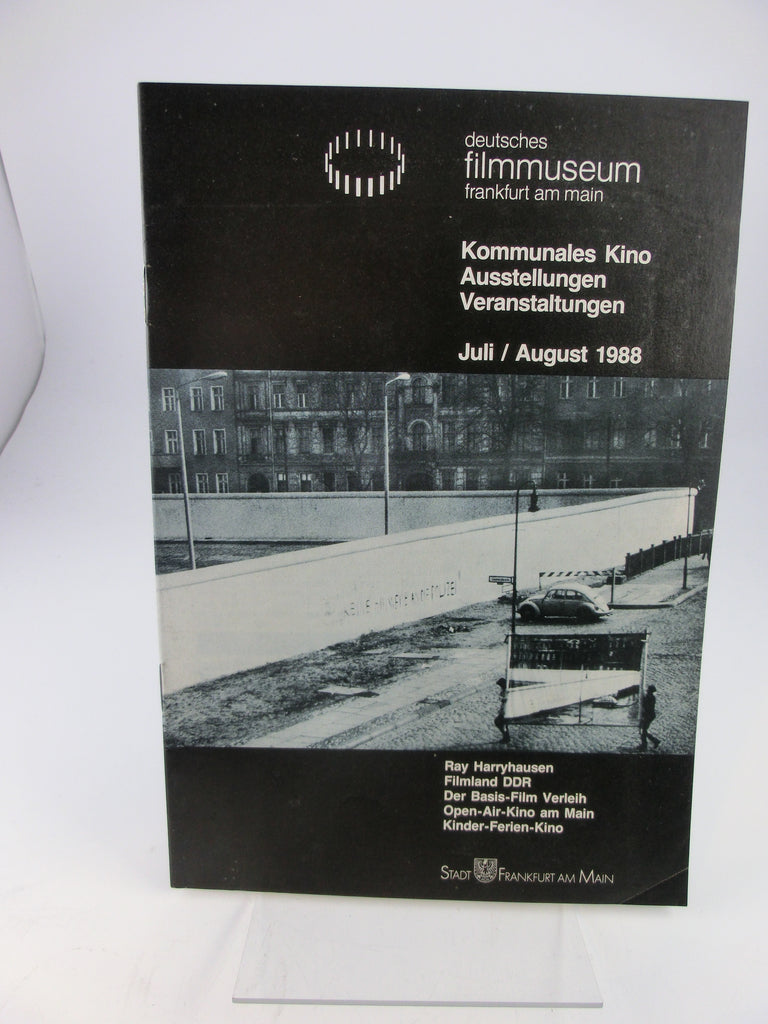 deutsches
filmmuseum
frankfurt am main
Kommunales Kino
Ausstellungen
Veranstaltungen
Juli / August 1988
Ray Harryhausen
Filmland DDR
Der Basis-Film Verleih
Open-Air-Kino am Main
Kinder-Ferien-Kino
STADT FRANKFURT AM MAIN